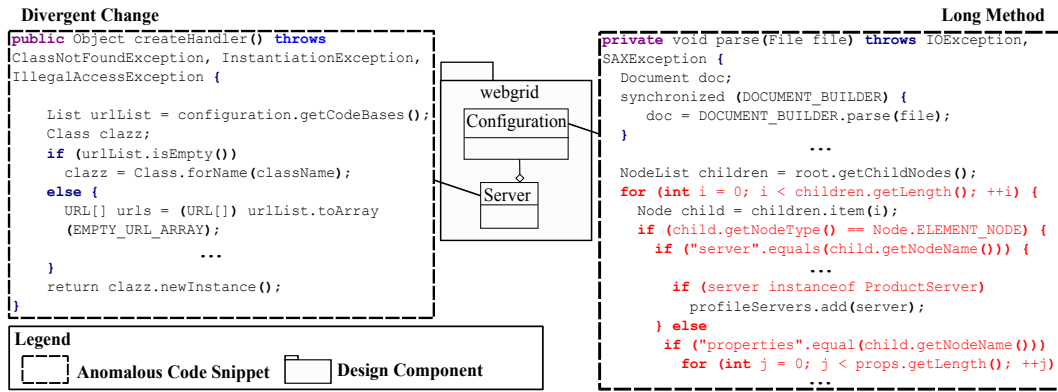 Divergent Change
public Object createHandler() throws
ClassNotFoundException, InstantiationException,
IllegalAccessException {
List urlList = configuration.getCodeBases();
Class clazz;
if (urlList.isEmpty())
clazz = Class.forName(className);
else {
URL[] urls = (URL[]) urlList.toArray
(EMPTY_URL_ARRAY);
...
}
return clazz.newInstance();
}
webgrid
Configuration
Server
Long Method
private void parse(File file) throws IOException,
SAXException {
Document doc;
synchronized (DOCUMENT_BUILDER) {
doc = DOCUMENT_BUILDER.parse(file);
}
...
NodeList children = root.getChildNodes();
for (int i = 0; i < children.getLength(); ++i) {
Node child = children.item(i);
if (child.getNodeType() == Node.ELEMENT_NODE) {
if ("server".equals(child.getNodeName())) {
...
if (server instanceof ProductServer)
profileServers.add(server);
} else
if ("properties".equal(child.getNodeName()))
for (int j = 0; j < props.getLength(); ++j)
...
Legend
Anomalous Code Snippet
Design Component